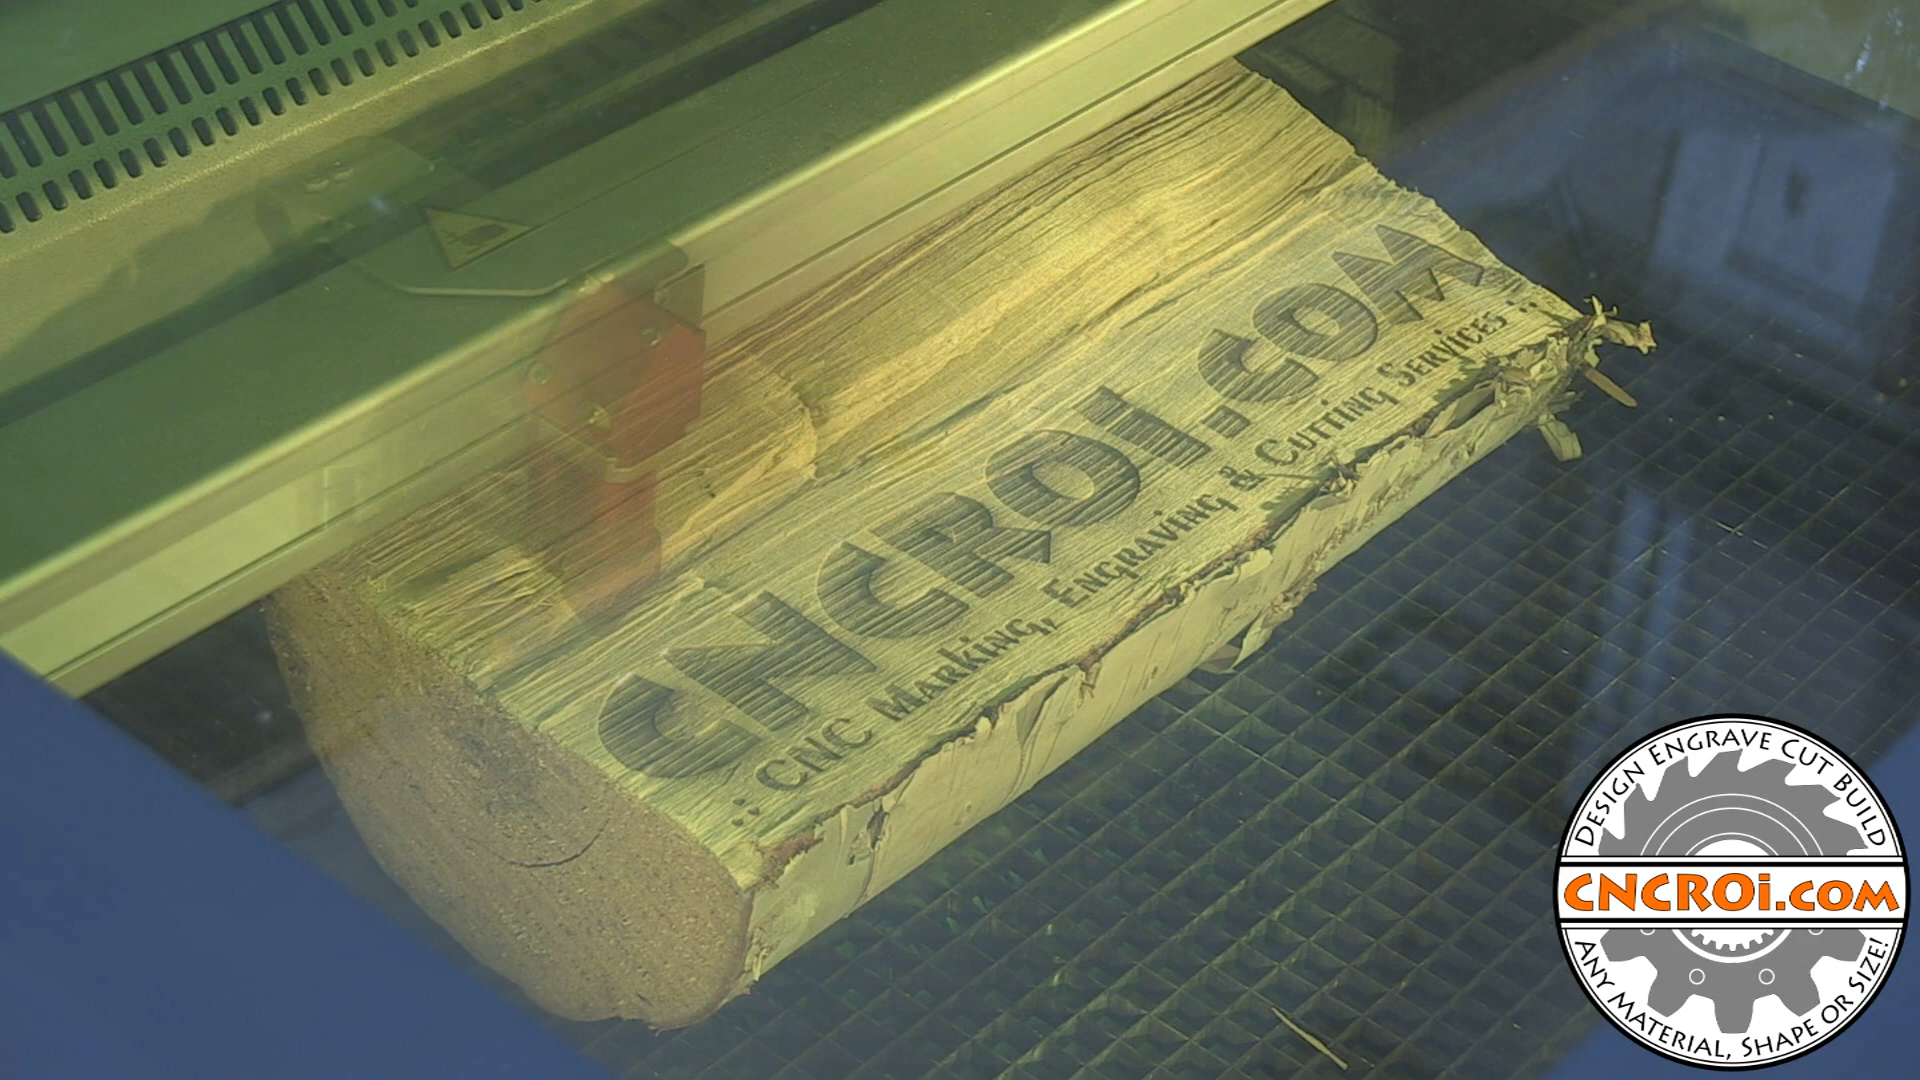 CNCROI.COM
:: CNC Marking, Engraving & Cutting Services ::
Design Engrave Cut Build
CNCROi.com
Any Material, Shape or Size!